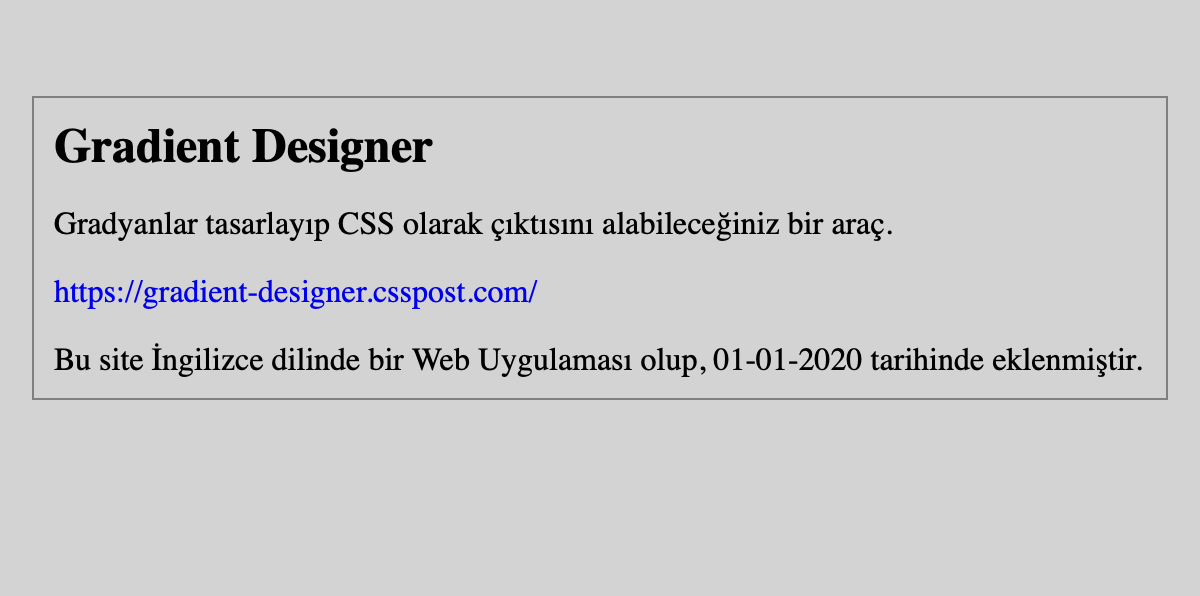 Gradient Designer
Gradyanlar tasarlayıp CSS olarak çıktısını alabileceğiniz bir araç.
https://gradient-designer.csspost.com/
Bu site İngilizce dilinde bir Web Uygulaması olup, 01-01-2020 tarihinde eklenmiştir.